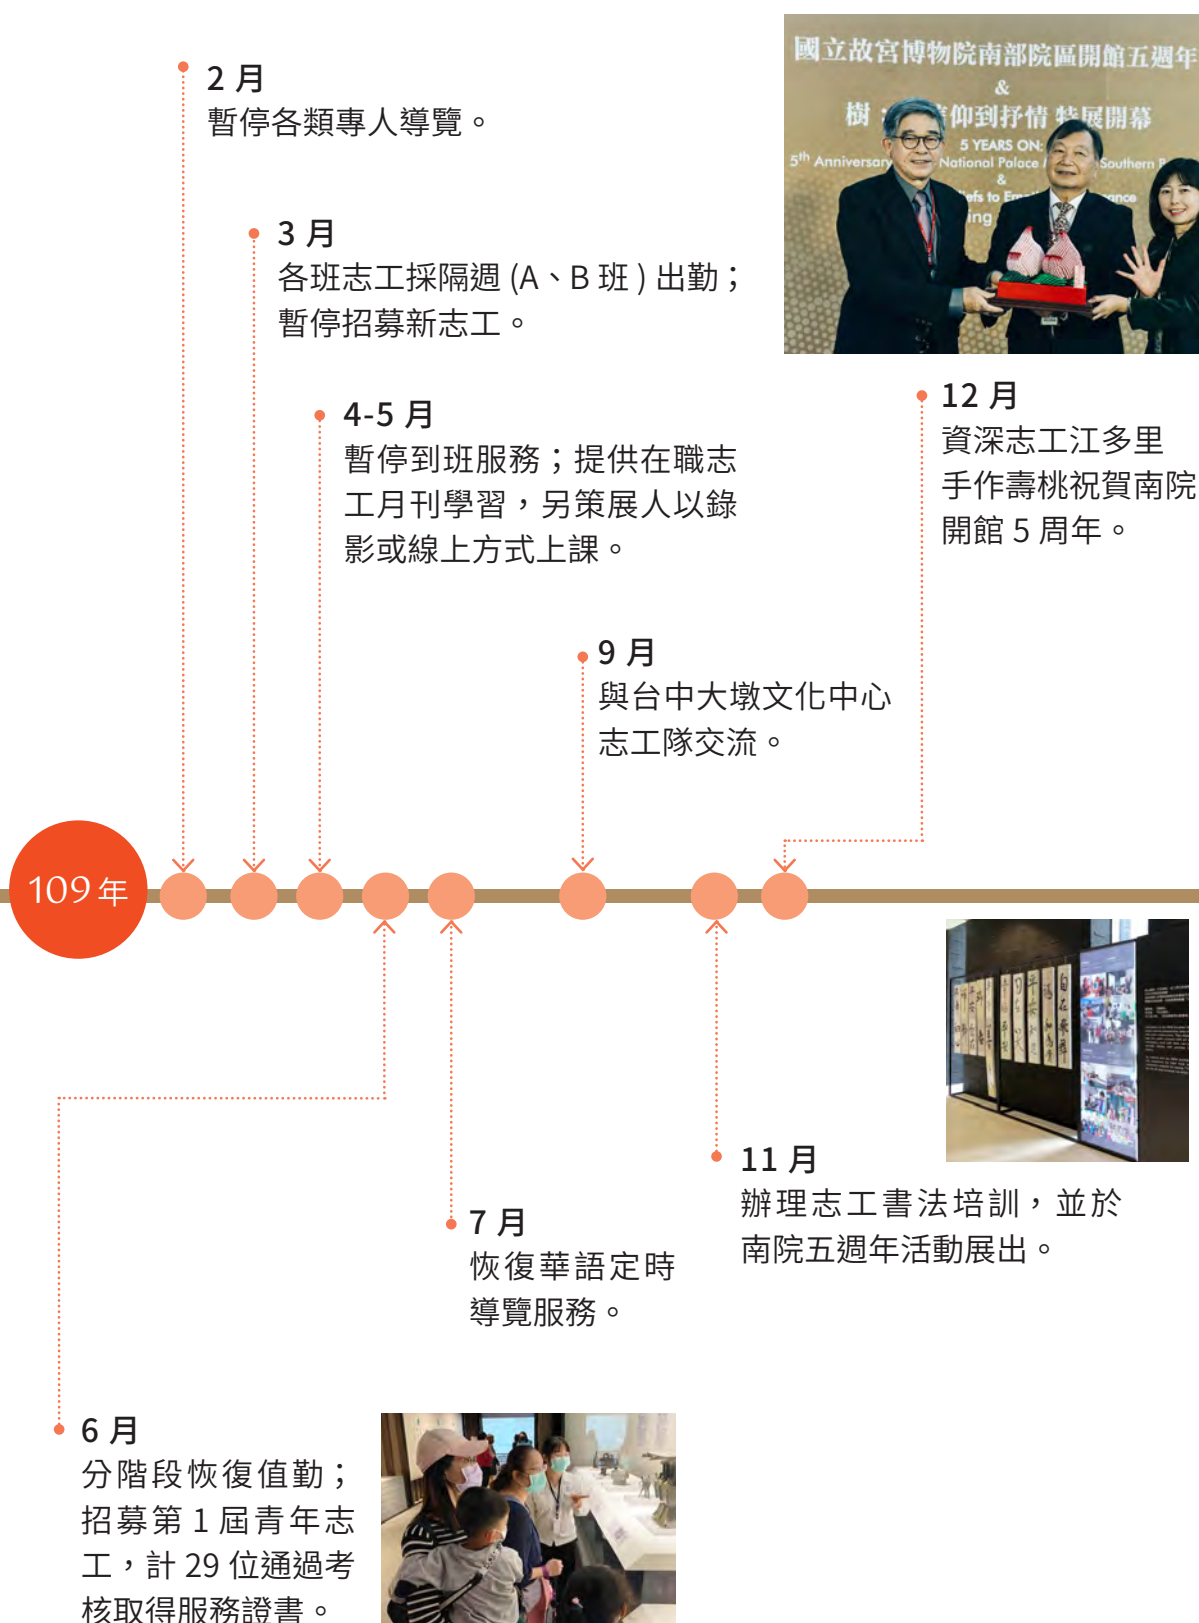 2 月
暫停各類專人導覽。
3 月
各班志工採隔週 (A、B 班 ) 出勤；
暫停招募新志工。
4-5 月
暫停到班服務；提供在職志
工月刊學習，另策展人以錄
影或線上方式上課。
9 月
與台中大墩文化中心
志工隊交流。
國立故宮博物院南部院區開館五週年
&
樹
仰到抒情 特展開幕
5 YEARS ON:
5th Anniversary
National Palace
Southern
&
12 月
資深志工江多里
手作壽桃祝賀南院
開館 5 周年。
109 年
11 月
辦理志工書法培訓，並於
南院五週年活動展出。
7 月
恢復華語定時
導覽服務。
6 月
分階段恢復值勤；
招募第 1 屆青年志
工，計 29 位通過考
核取得服務證書。